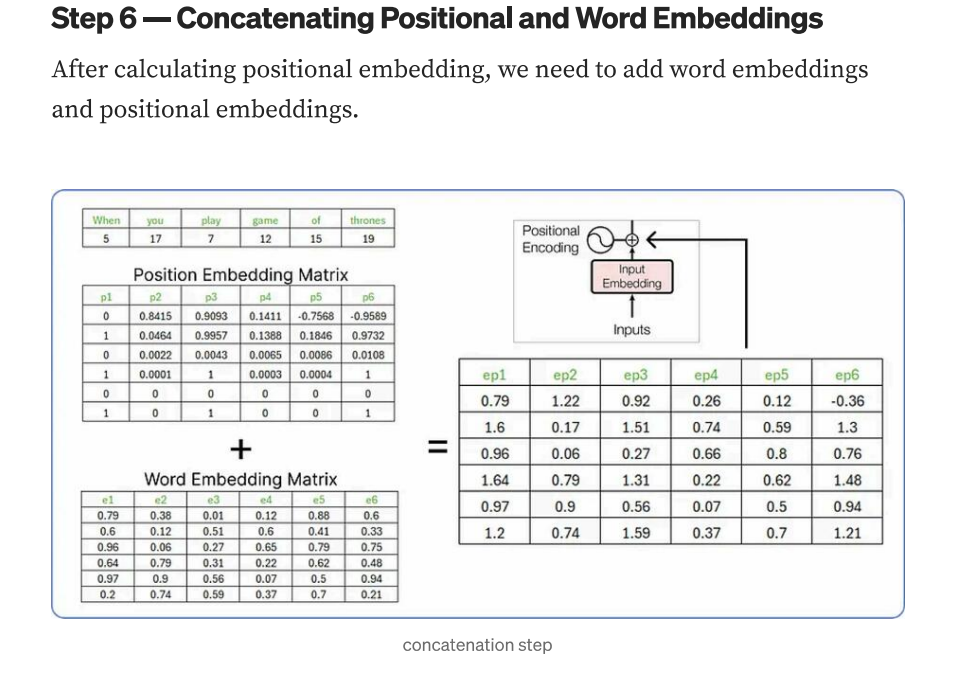 Step 6 — Concatenating Positional and Word Embeddings
After calculating positional embedding, we need to add word embeddings
and positional embeddings.
When you play game of thrones
5 17 7 12 15 19
Position Embedding Matrix
p1 p2 p3 p4 p5 p6
0 0.8415 0.9093 0.1411 -0.7568 -0.9589
1 0.0464 0.9957 0.1388 0.1846 0.9732
0 0.0022 0.0043 0.0065 0.0086 0.0108
1 0.0001 1 0.0003 0.0004 1
0 0 0 0 0 0
1 0 1 0 0 1
+
Word Embedding Matrix
e1 e2 e3 e4 e5 e6
0.79 0.38 0.01 0.12 0.88 0.6
0.6 0.12 0.51 0.6 0.41 0.33
0.96 0.06 0.27 0.65 0.79 0.75
0.64 0.79 0.31 0.22 0.62 0.48
0.97 0.9 0.56 0.07 0.5 0.94
0.2 0.74 0.59 0.37 0.7 0.21
=
Positional
Encoding
Input
Embedding
Inputs
ep1 ep2 ep3 ep4 ep5 ep6
0.79 1.22 0.92 0.26 0.12 -0.36
1.6 0.17 1.51 0.74 0.59 1.3
0.96 0.06 0.27 0.66 0.8 0.76
1.64 0.79 1.31 0.22 0.62 1.48
0.97 0.9 0.56 0.07 0.5 0.94
1.2 0.74 1.59 0.37 0.7 1.21
concatenation step